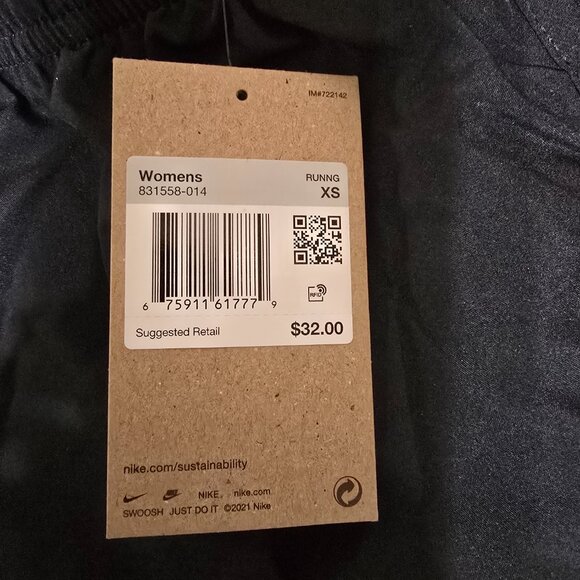 IM#722142
Womens RUNNG
831558-014 XS
RFID
6 75911 61777 9
Suggested Retail $32.00
nike.com/sustainability
NIKE. nike.com
SWOOSH JUST DO IT ©2021 Nike